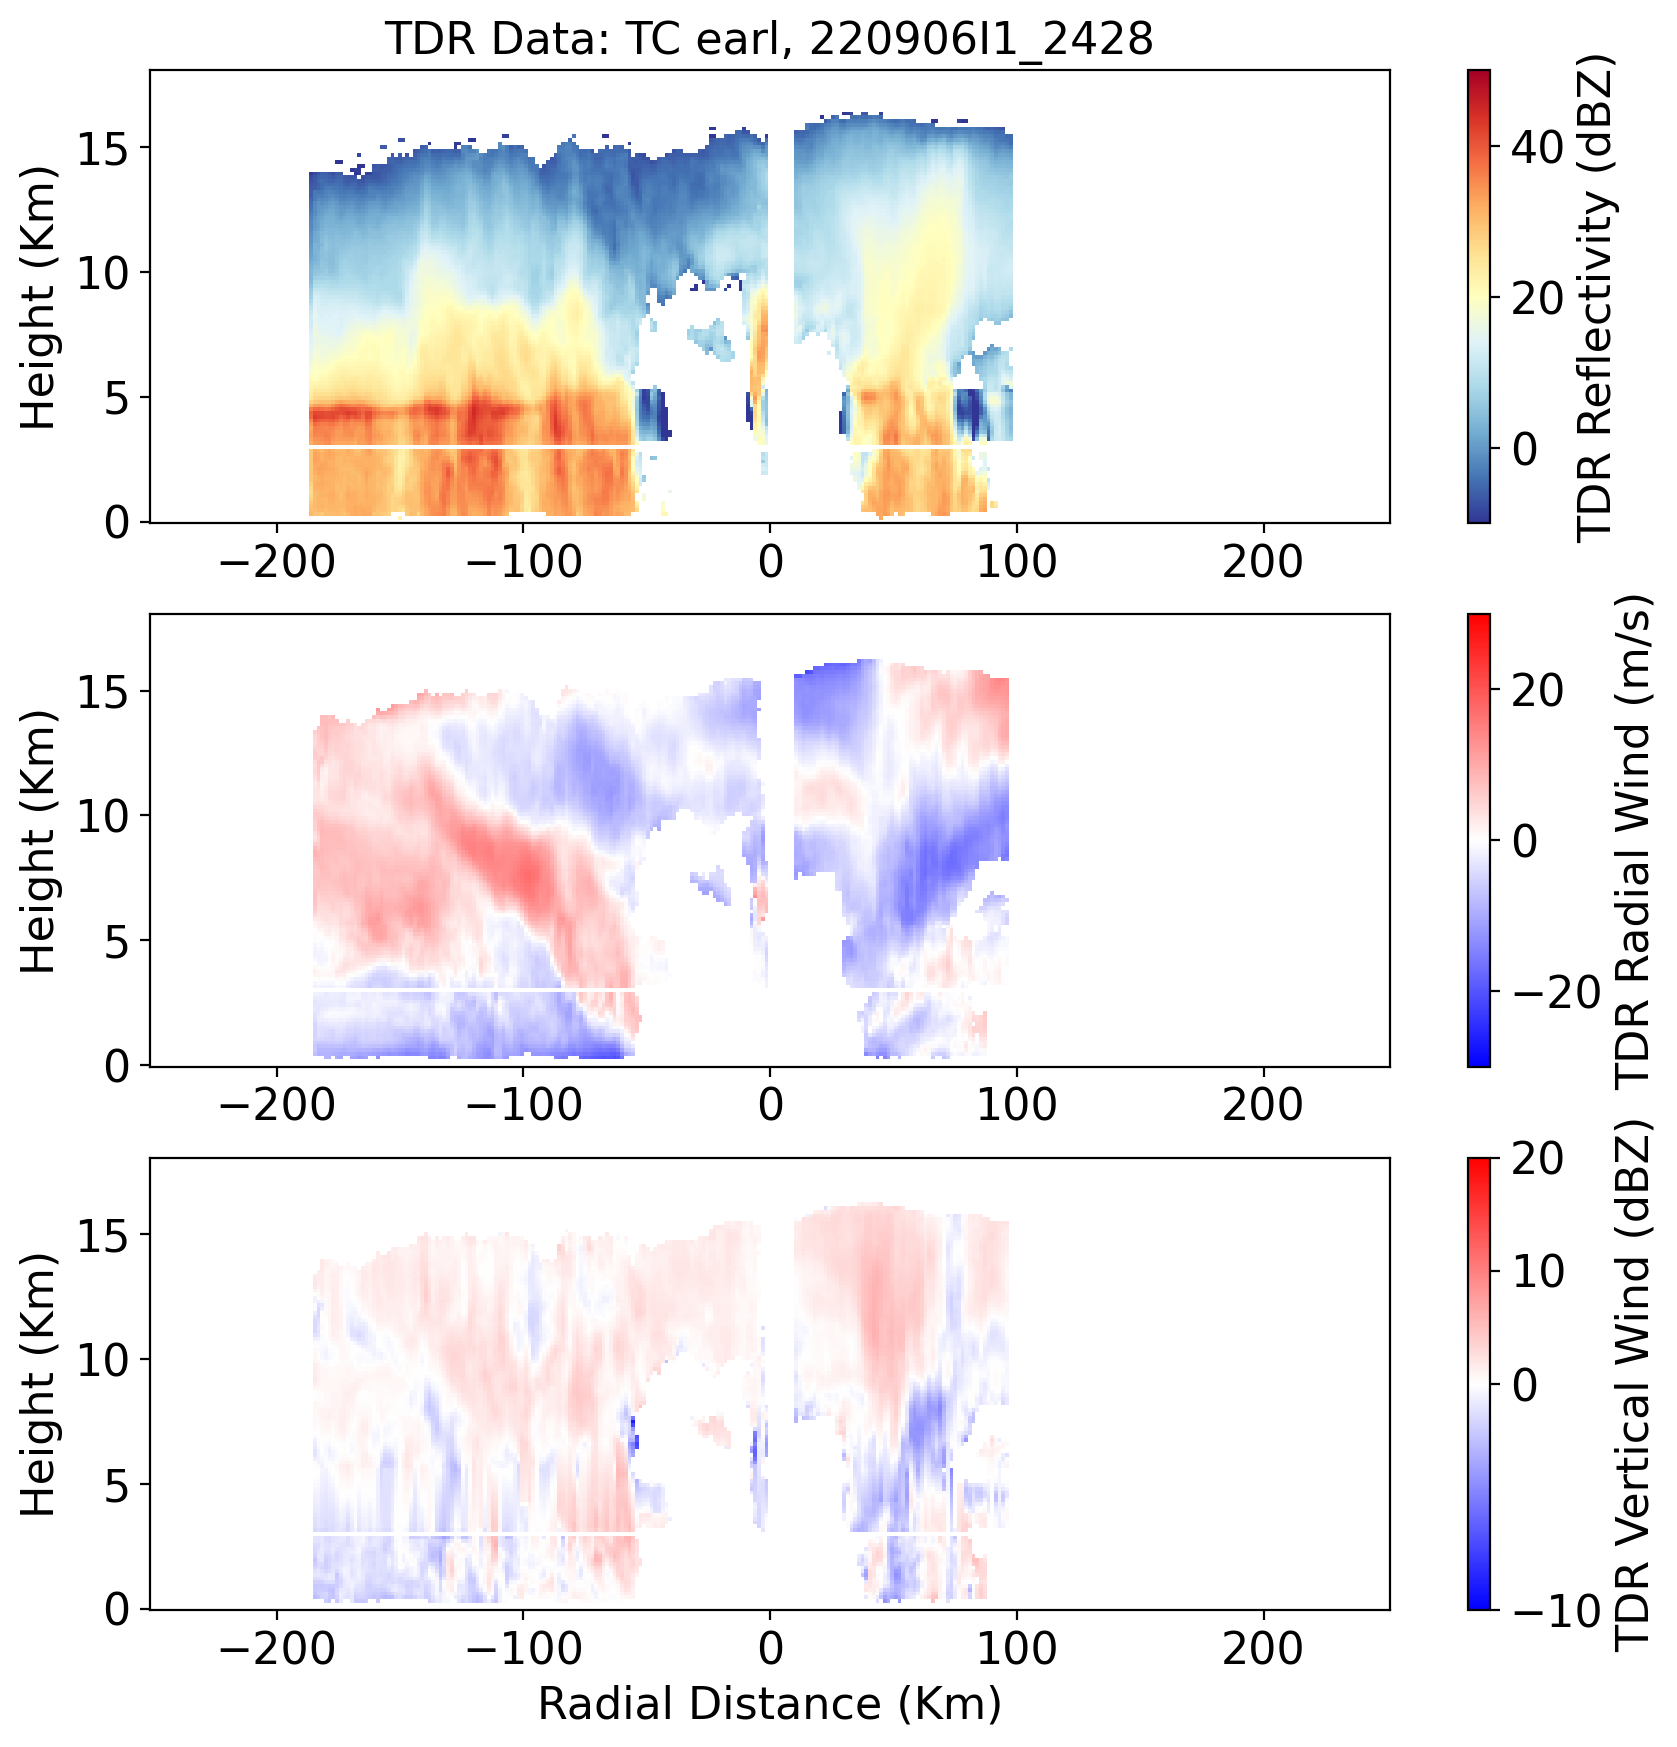 TDR Data: TC earl, 220906I1_2428
Height (Km)
15
10
5
0
−200 −100 0 100 200
40
20
0
TDR Reflectivity (dBZ)
Height (Km)
15
10
5
0
−200 −100 0 100 200
20
0
−20
TDR Radial Wind (m/s)
Height (Km)
15
10
5
0
−200 −100 0 100 200
Radial Distance (Km)
20
10
0
−10
TDR Vertical Wind (dBZ)